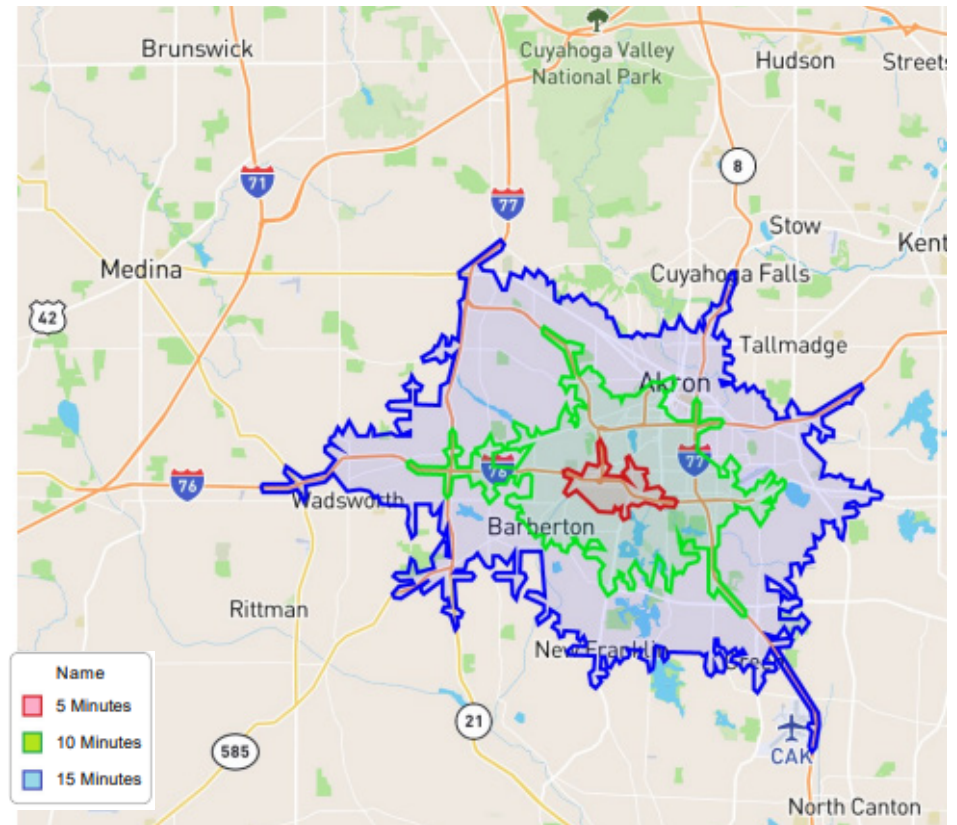 Brunswick
Cuyahoga Valley
National Park
Hudson
Streets
71
77
8
Stow
Kent
Medina
Cuyahoga Falls
42
Tallmadge
Akron
76
76
77
Wadsworth
Barberton
Rittman
New Franklin
Green
Name
5 Minutes
10 Minutes
15 Minutes
21
585
CAK
North Canton